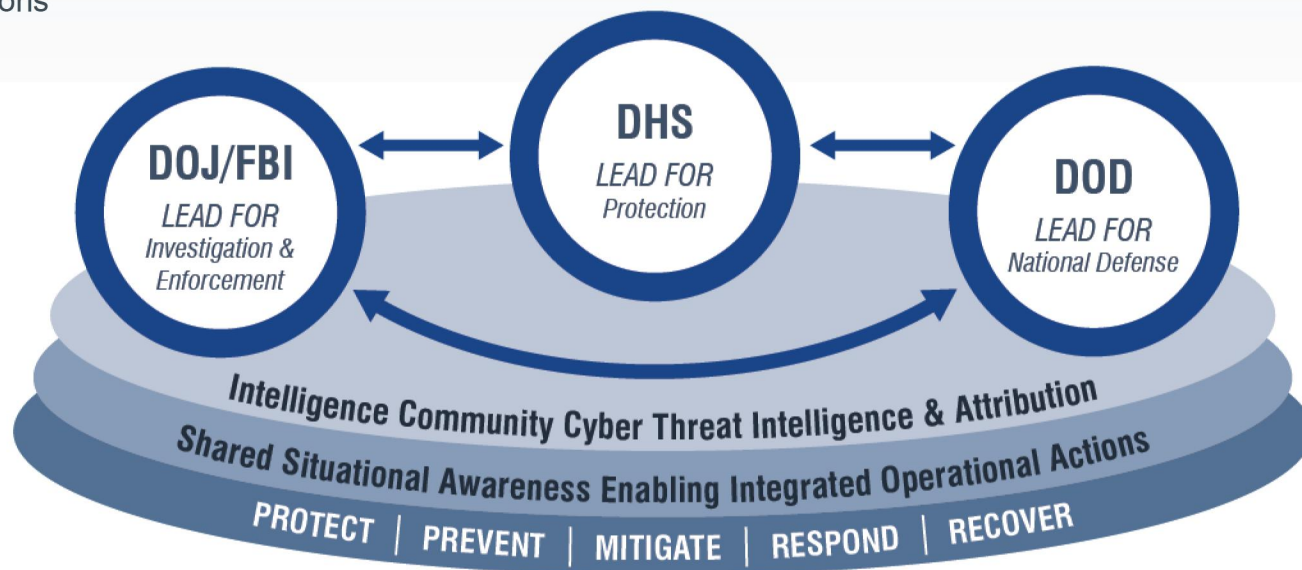 DOJ/FBI
LEAD FOR
Investigation &
Enforcement
DHS
LEAD FOR
Protection
DOD
LEAD FOR
National Defense
Intelligence Community Cyber Threat Intelligence & Attribution
Shared Situational Awareness Enabling Integrated Operational Actions
PROTECT | PREVENT | MITIGATE | RESPOND | RECOVER